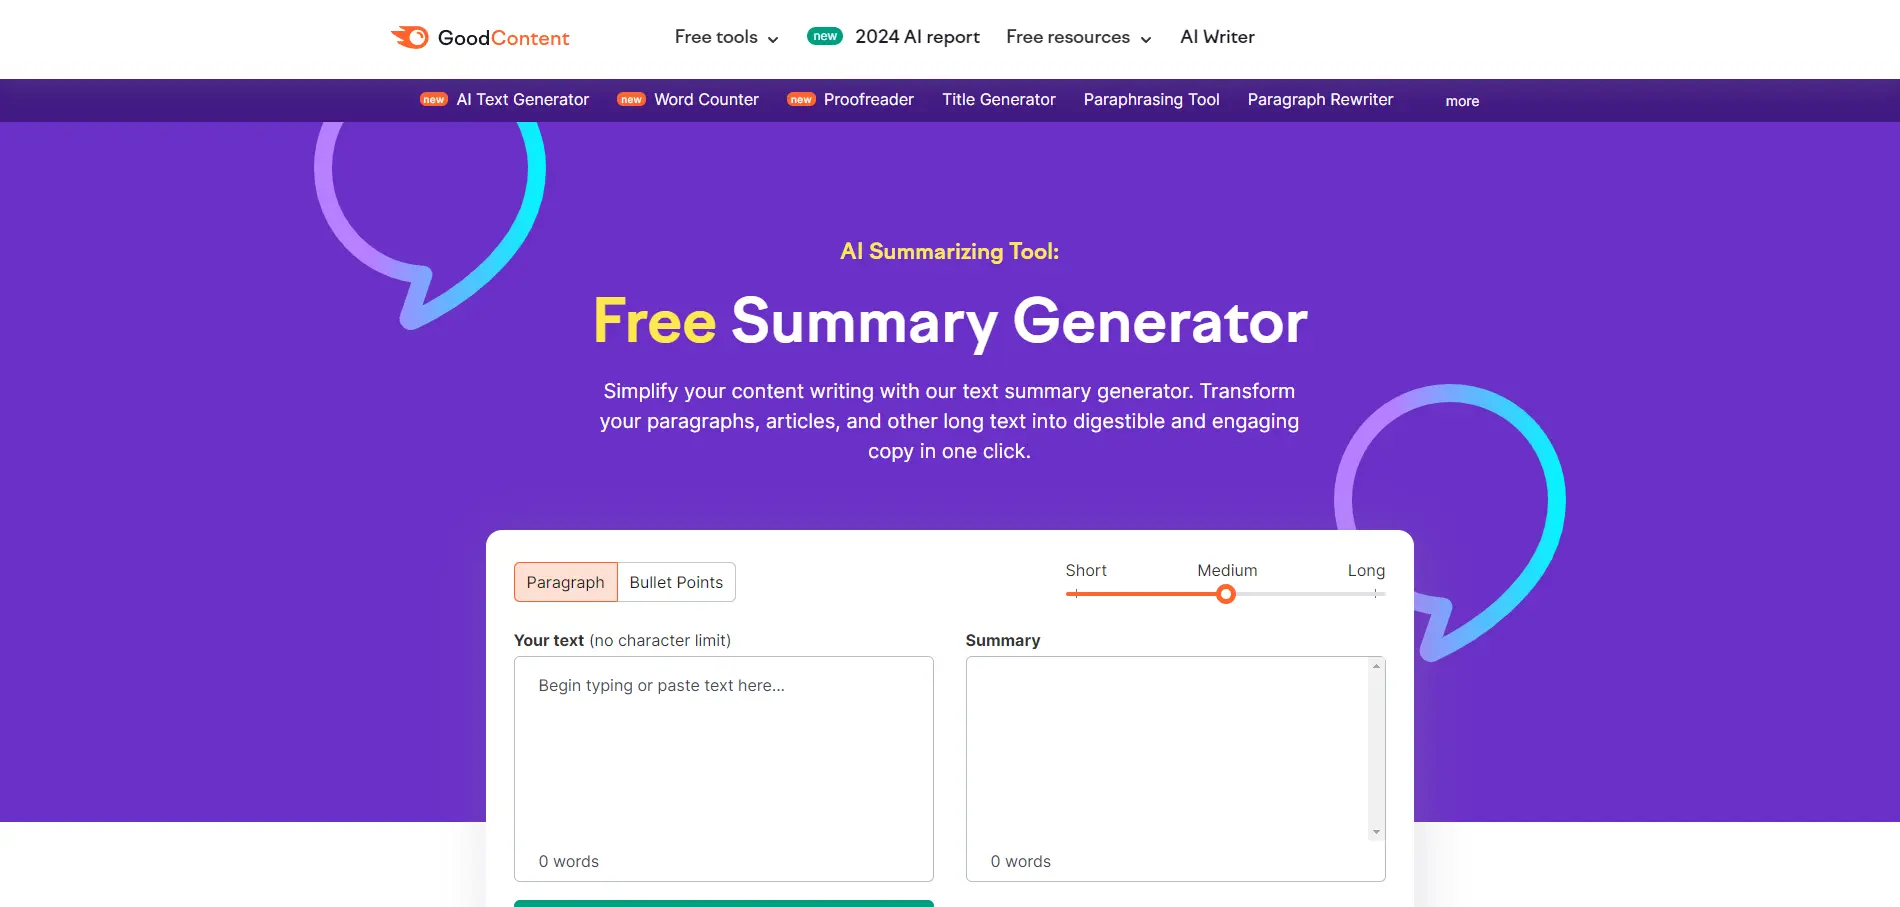 GoodContent
Free tools
new 2024 AI report
Free resources
AI Writer
new AI Text Generator
new Word Counter
new Proofreader
Title Generator
Paraphrasing Tool
Paragraph Rewriter
more
AI Summarizing Tool:
Free Summary Generator
Simplify your content writing with our text summary generator. Transform
your paragraphs, articles, and other long text into digestible and engaging
copy in one click.
Paragraph
Bullet Points
Short
Medium
Long
Your text (no character limit)
Begin typing or paste text here...
0 words
Summary
0 words